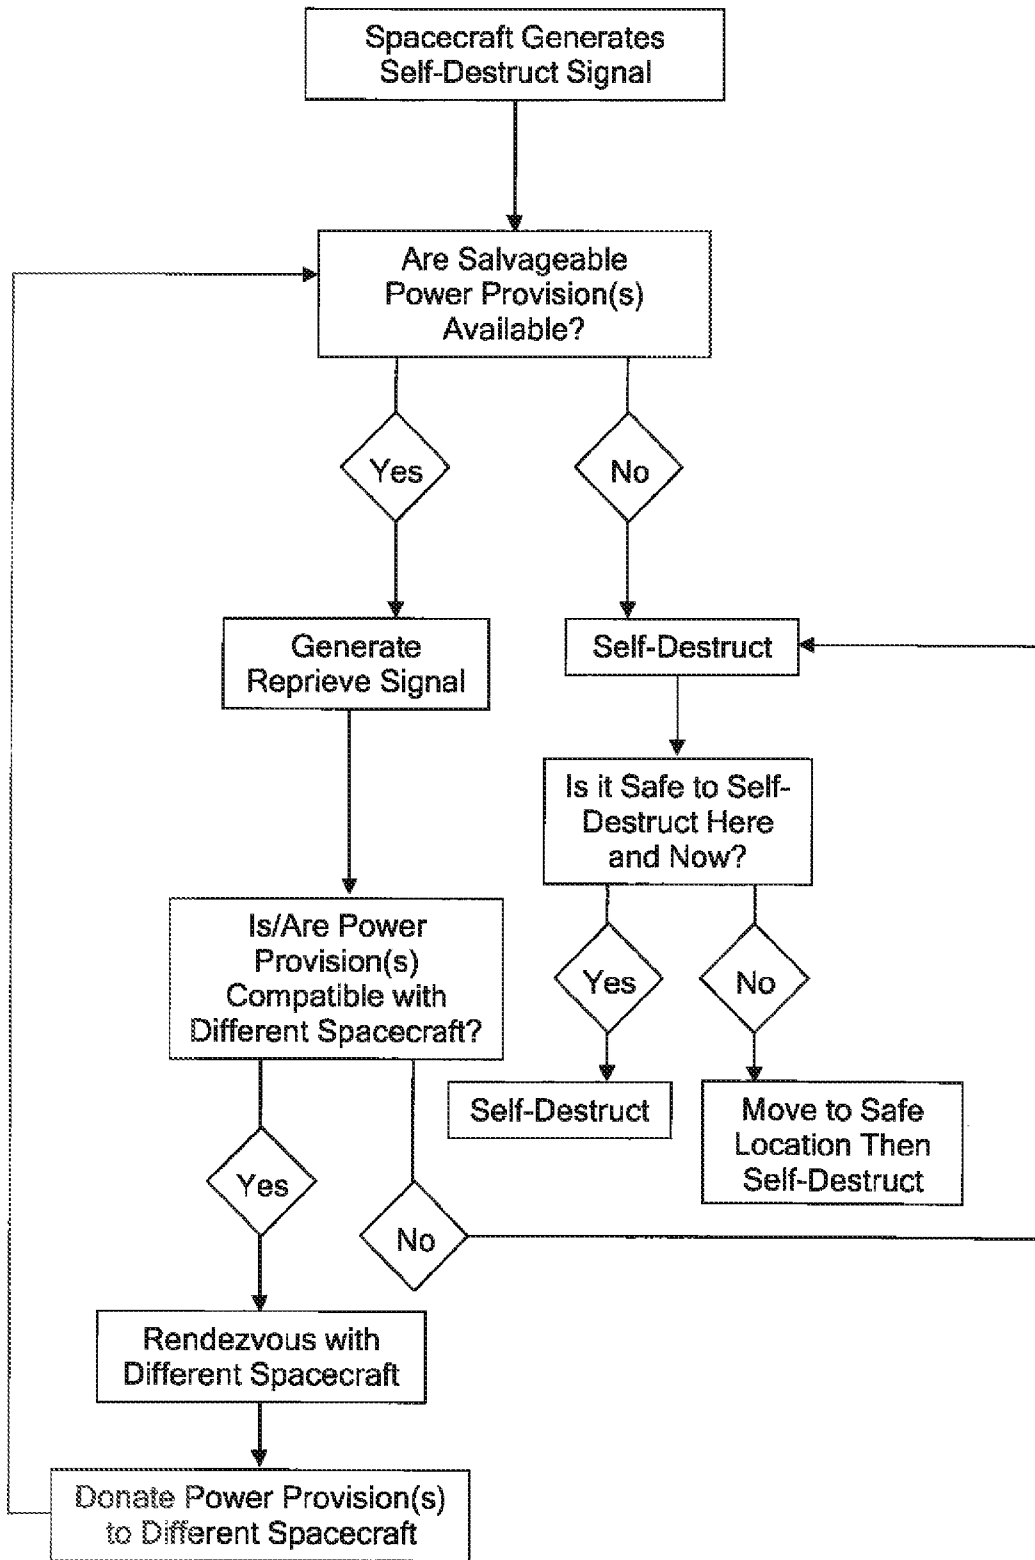 Spacecraft Generates
Self-Destruct Signal
Are Salvageable
Power Provision(s)
Available?
Yes
No
Generate
Reprieve Signal
Self-Destruct
Is it Safe to Self-
Destruct Here
and Now?
Is/Are Power
Provision(s)
Compatible with
Different Spacecraft?
Yes
No
Self-Destruct
Move to Safe
Location Then
Self-Destruct
Yes
No
Rendezvous with
Different Spacecraft
Donate Power Provision(s)
to Different Spacecraft